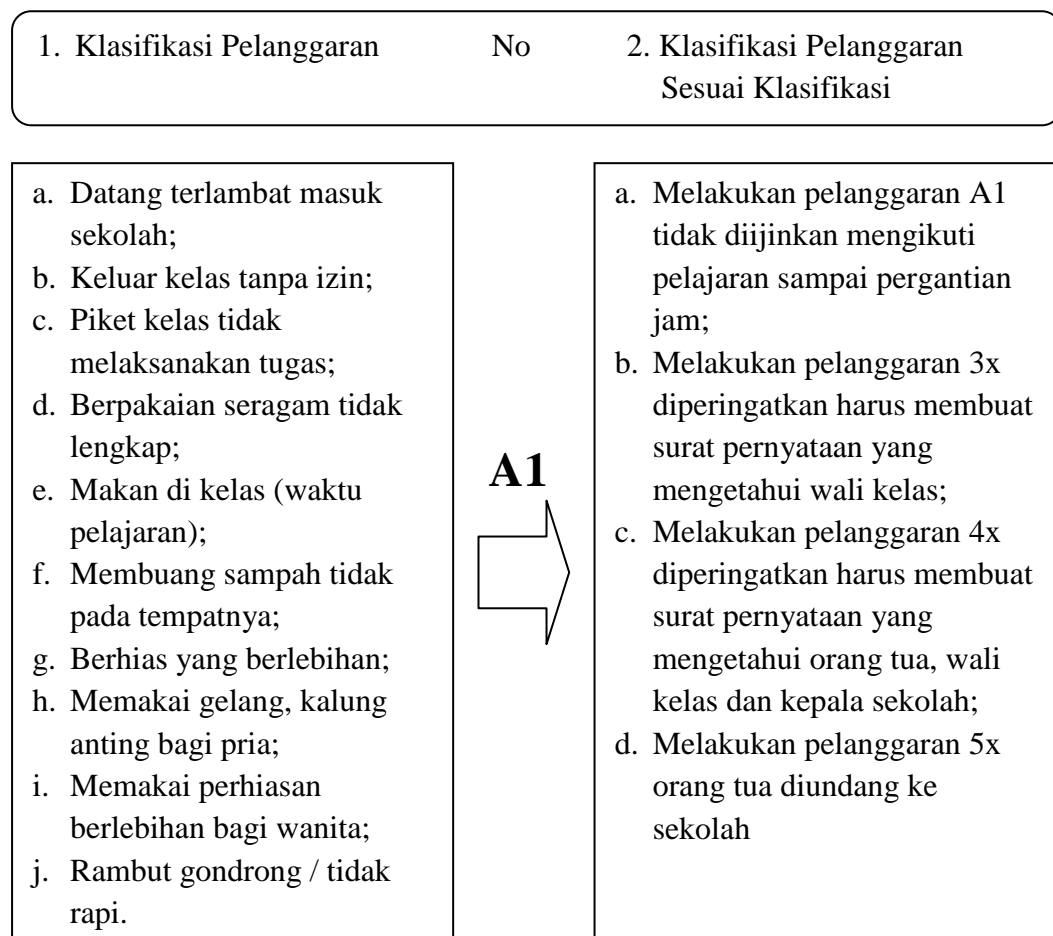 1. Klasifikasi Pelanggaran No 2. Klasifikasi Pelanggaran
Sesuai Klasifikasi
a. Datang terlambat masuk
sekolah;
b. Keluar kelas tanpa izin;
c. Piket kelas tidak
melaksanakan tugas;
d. Berpakaian seragam tidak
lengkap;
e. Makan di kelas (waktu
pelajaran);
f. Membuang sampah tidak
pada tempatnya;
g. Berhias yang berlebihan;
h. Memakai gelang, kalung
anting bagi pria;
i. Memakai perhiasan
berlebihan bagi wanita;
j. Rambut gondrong / tidak
rapi.
A1
a. Melakukan pelanggaran A1
tidak diijinkan mengikuti
pelajaran sampai pergantian
jam;
b. Melakukan pelanggaran 3x
diperingatkan harus membuat
surat pernyataan yang
mengetahui wali kelas;
c. Melakukan pelanggaran 4x
diperingatkan harus membuat
surat pernyataan yang
mengetahui orang tua, wali
kelas dan kepala sekolah;
d. Melakukan pelanggaran 5x
orang tua diundang ke
sekolah